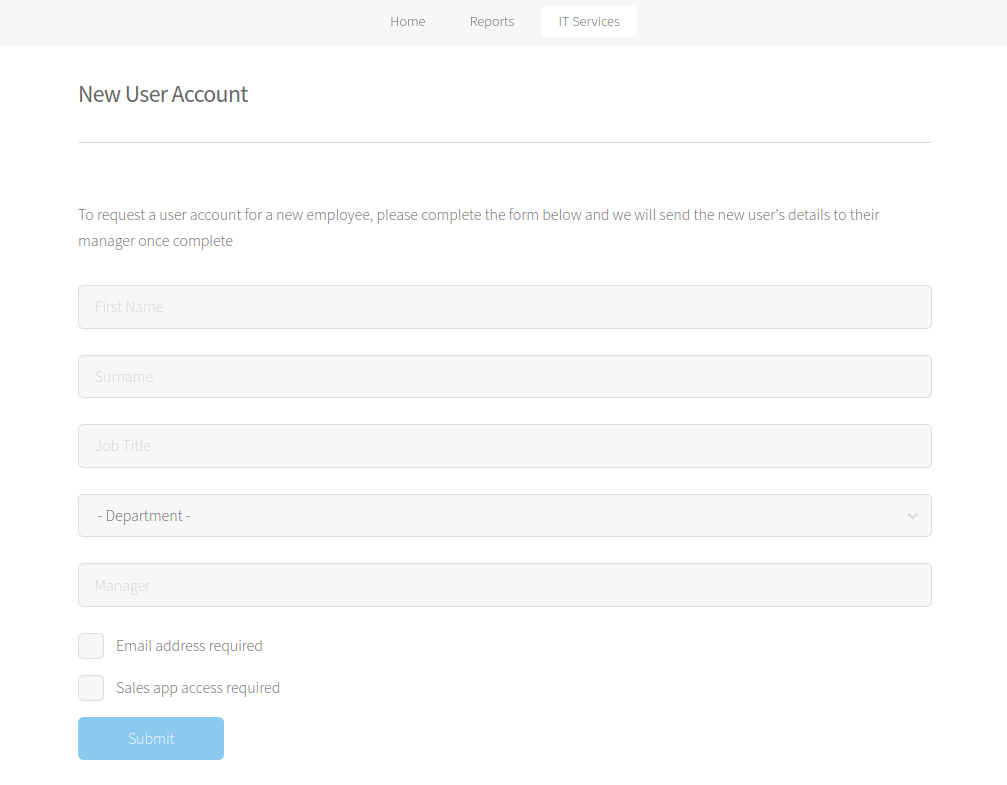 Home Reports IT Services
New User Account
To request a user account for a new employee, please complete the form below and we will send the new user's details to their
manager once complete
First Name
Surname
Job Title
- Department -
Manager
Email address required
Sales app access required
Submit